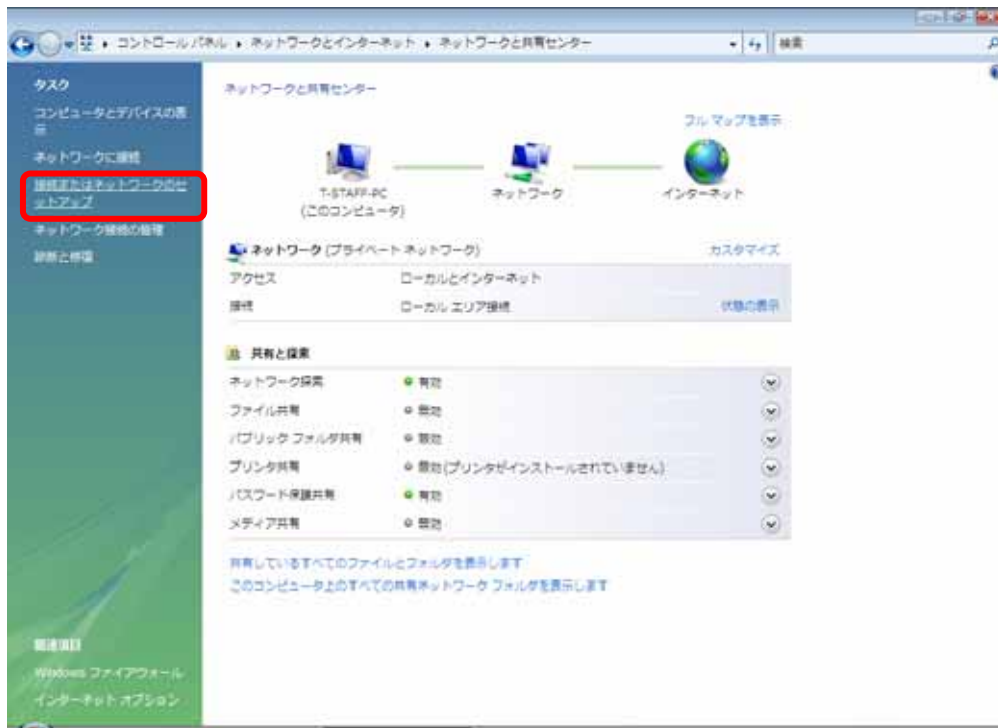 コントロール パネル ▸ ネットワークとインターネット ▸ ネットワークと共有センター
検索
タスク
コンピュータとデバイスの表
示
ネットワークに接続
接続またはネットワークのセ
ットアップ
ネットワーク接続の管理
診断と修復
関連項目
Windows ファイアウォール
インターネット オプション
ネットワークと共有センター
フル マップを表示
T-STAFF-PC
(このコンピュータ)
ネットワーク
インターネット
ネットワーク (プライベート ネットワーク)
カスタマイズ
アクセス ローカルとインターネット
接続 ローカル エリア接続 状態の表示
共有と探索
ネットワーク探索 有効
ファイル共有 無効
パブリック フォルダ共有 無効
プリンタ共有 無効 (プリンタがインストールされていません)
パスワード保護共有 有効
メディア共有 無効
共有しているすべてのファイルとフォルダを表示します
このコンピュータ上のすべての共有ネットワーク フォルダを表示します